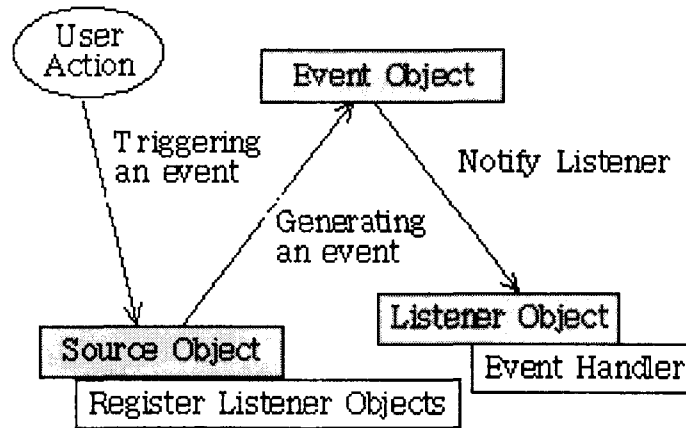 User
Action
Event Object
Triggering
an event
Notify Listener
Generating
an event
Listener Object
Source Object
Event Handler
Register Listener Objects